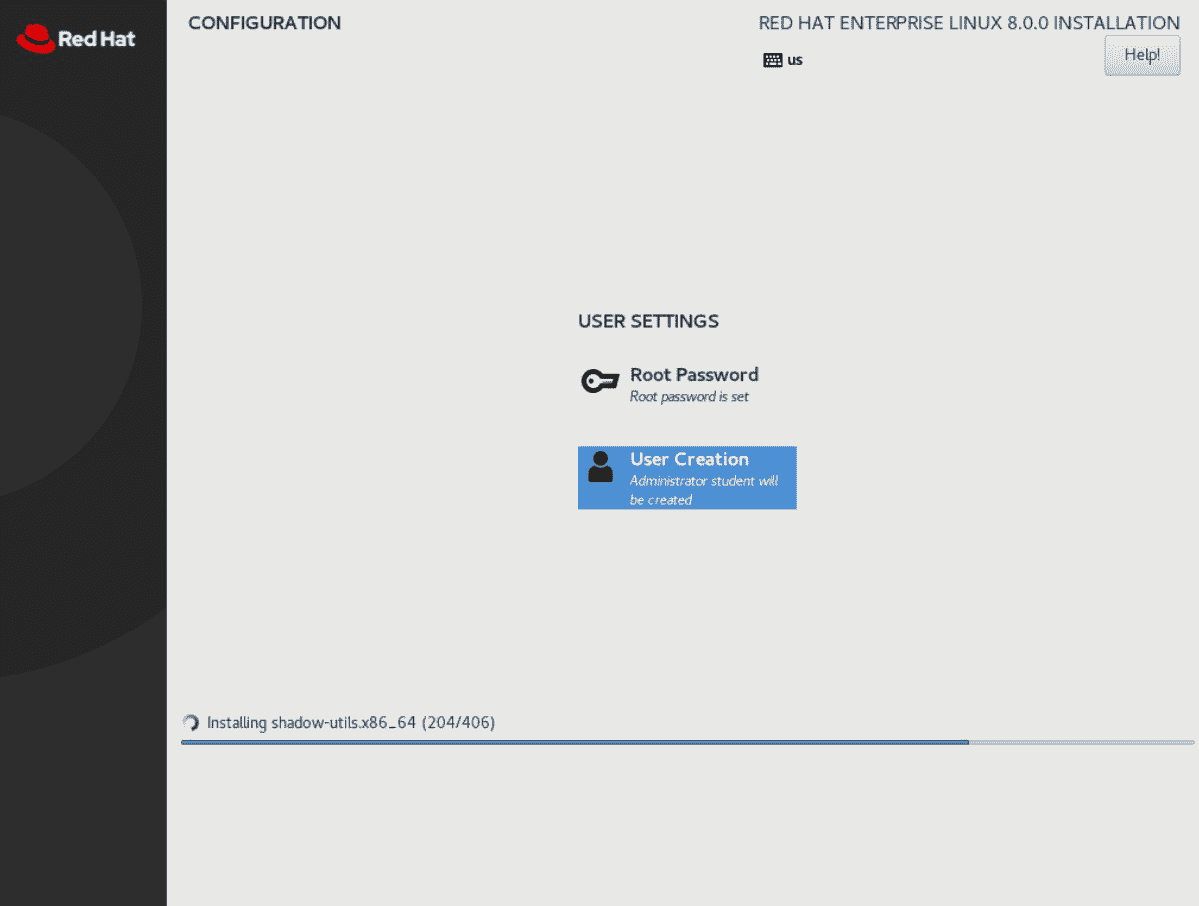 Red Hat
CONFIGURATION
RED HAT ENTERPRISE LINUX 8.0.0 INSTALLATION
us
Help!
USER SETTINGS
Root Password
Root password is set
User Creation
Administrator student will
be created
Installing shadow-utils.x86_64 (204/406)